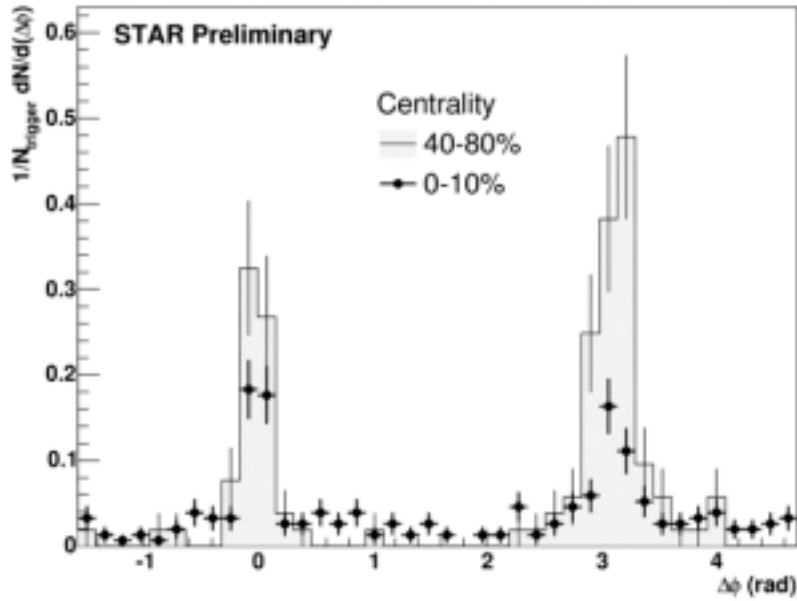 STAR Preliminary
Centrality
40-80%
0-10%
1/N_trigger dN/d(Δϕ)
0.6
0.5
0.4
0.3
0.2
0.1
0
-1 0 1 2 3 4
Δϕ (rad)